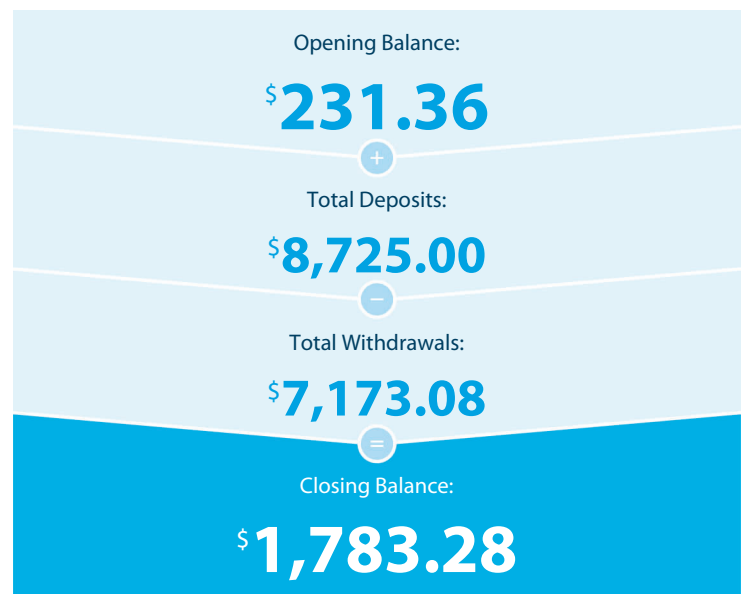 Opening Balance:
$231.36
+
Total Deposits:
$8,725.00
−
Total Withdrawals:
$7,173.08
=
Closing Balance:
$1,783.28